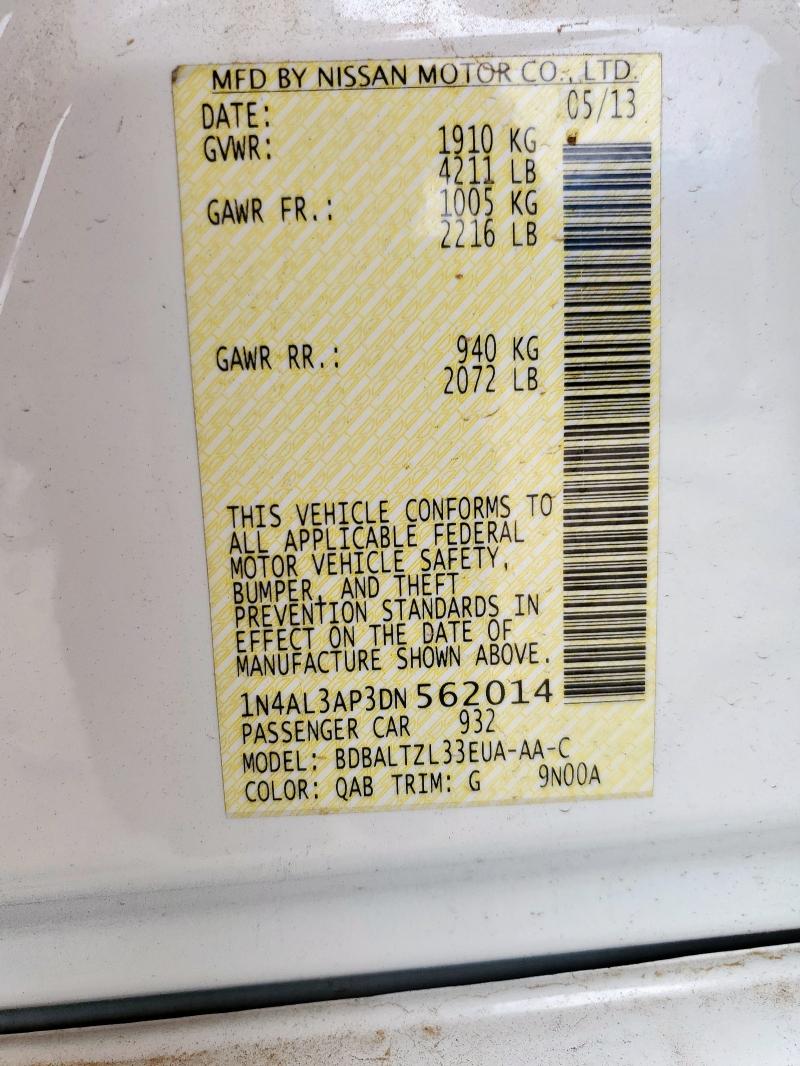 MFD BY NISSAN MOTOR CO., LTD.
DATE: 05/13
GVWR: 1910 KG
4211 LB
GAWR FR.: 1005 KG
2216 LB
GAWR RR.: 940 KG
2072 LB
THIS VEHICLE CONFORMS TO
ALL APPLICABLE FEDERAL
MOTOR VEHICLE SAFETY,
BUMPER, AND THEFT
PREVENTION STANDARDS IN
EFFECT ON THE DATE OF
MANUFACTURE SHOWN ABOVE.
1N4AL3AP3DN 562014
PASSENGER CAR 932
MODEL: BDBALTZL33EUA-AA-C
COLOR: QAB TRIM: G 9N00A